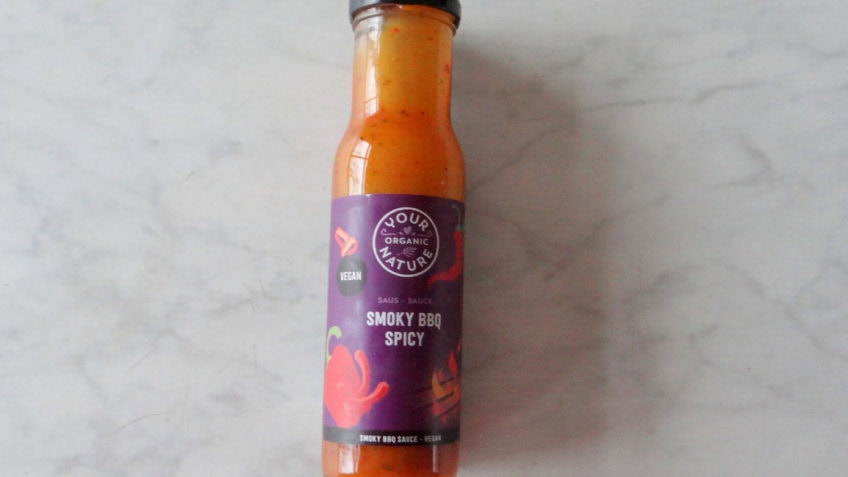 YOUR
ORGANIC
NATURE
VEGAN
SAUS - SAUCE
SMOKY BBQ
SPICY
SMOKY BBQ SAUCE - VEGAN